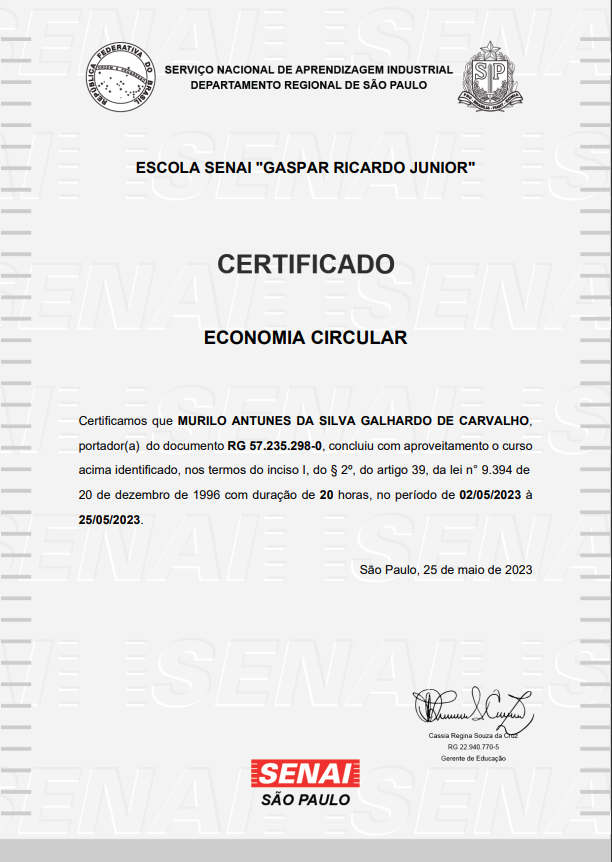 REPÚBLICA FEDERATIVA DO BRASIL
SERVIÇO NACIONAL DE APRENDIZAGEM INDUSTRIAL
DEPARTAMENTO REGIONAL DE SÃO PAULO
SP
ESCOLA SENAI "GASPAR RICARDO JUNIOR"
CERTIFICADO
ECONOMIA CIRCULAR
Certificamos que MURILO ANTUNES DA SILVA GALHARDO DE CARVALHO,
portador(a) do documento RG 57.235.298-0, concluiu com aproveitamento o curso
acima identificado, nos termos do inciso I, do § 2º, do artigo 39, da lei n° 9.394 de
20 de dezembro de 1996 com duração de 20 horas, no período de 02/05/2023 à
25/05/2023.
São Paulo, 25 de maio de 2023
Cassia Regina Souza da Cruz
RG 22.940.770-5
Gerente de Educação
SENAI
SÃO PAULO